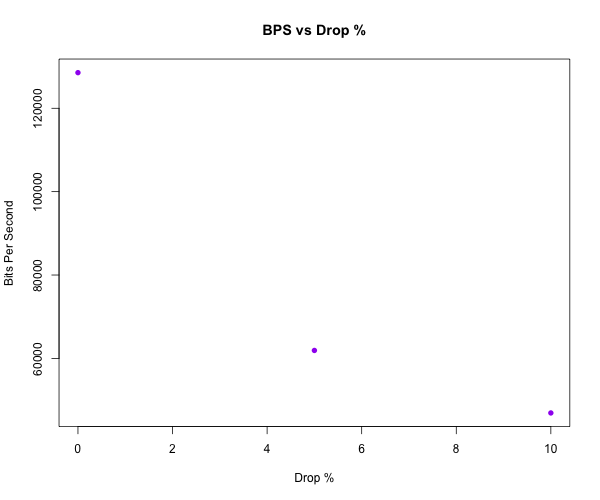 BPS vs Drop %
Bits Per Second
120000
100000
80000
60000
0 2 4 6 8 10
Drop %